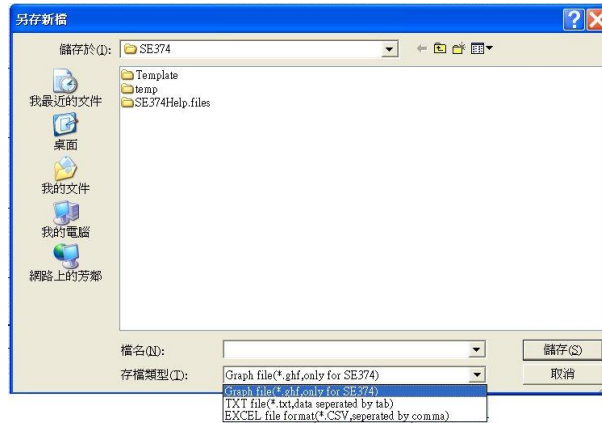 另存新檔
儲存於(I):
SE374
Template
temp
SE374Help.files
我最近的文件
桌面
我的文件
我的電腦
網路上的芳鄰
檔名(N):
儲存(S)
存檔類型(T):
Graph file(*.ghf,only for SE374)
取消
Graph file(*.ghf,only for SE374)
TXT file(*.txt,data seperated by tab)
EXCEL file format(*.CSV,seperated by comma)